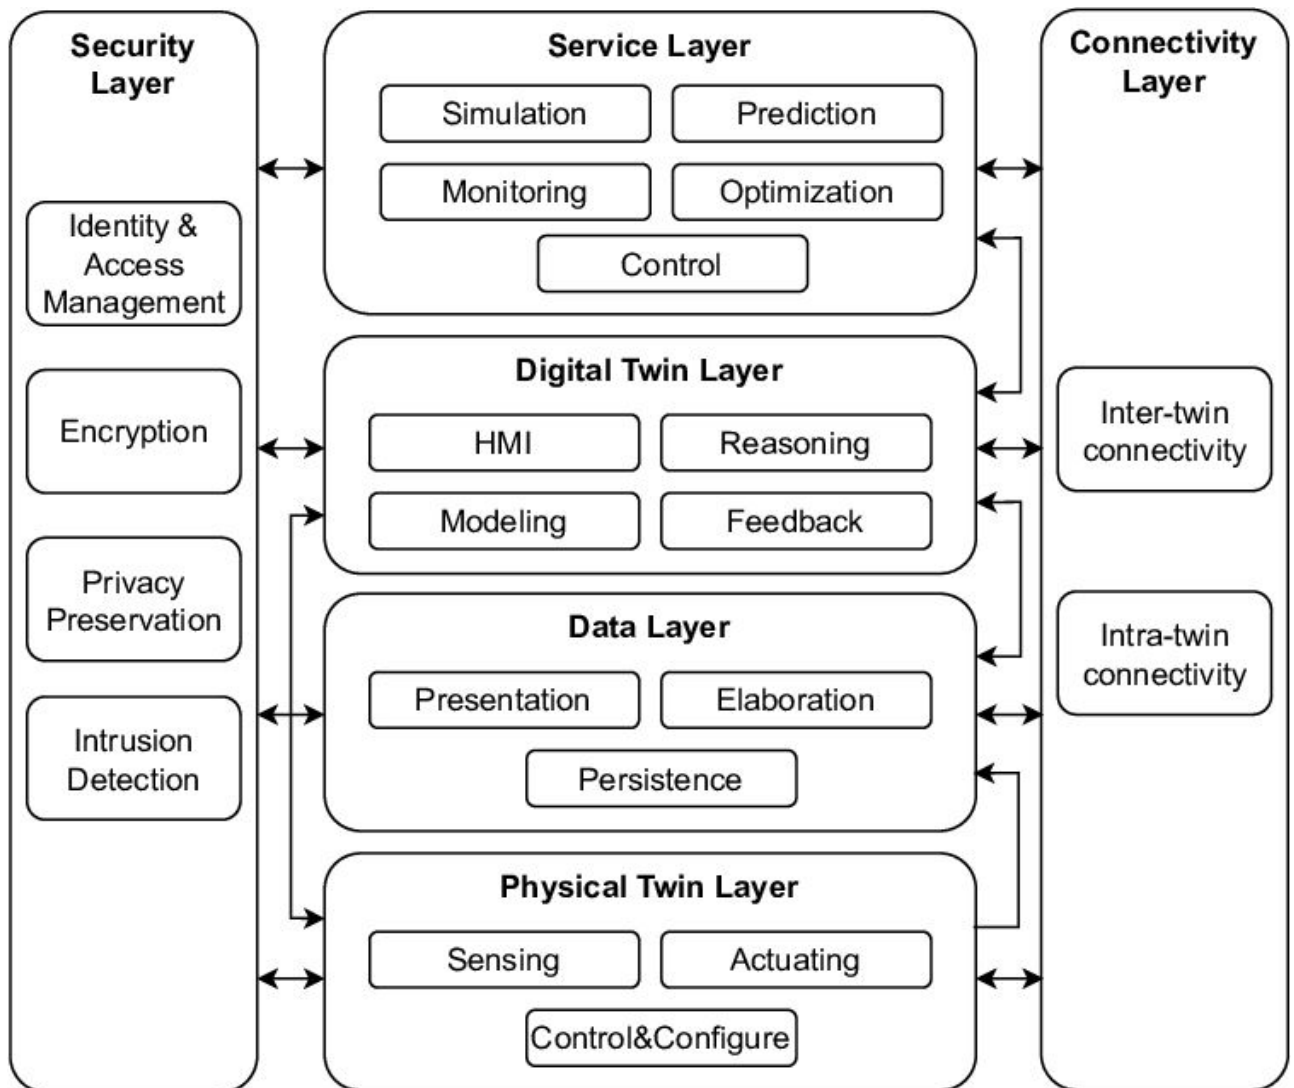 Security
Layer
Identity &
Access
Management
Encryption
Privacy
Preservation
Intrusion
Detection
Service Layer
Simulation
Prediction
Monitoring
Optimization
Control
Digital Twin Layer
HMI
Reasoning
Modeling
Feedback
Data Layer
Presentation
Elaboration
Persistence
Physical Twin Layer
Sensing
Actuating
Control&Configure
Connectivity
Layer
Inter-twin
connectivity
Intra-twin
connectivity